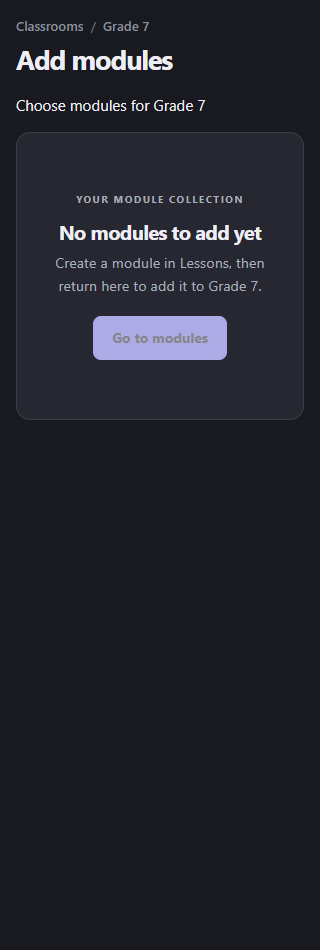 Classrooms / Grade 7
Add modules
Choose modules for Grade 7
YOUR MODULE COLLECTION
No modules to add yet
Create a module in Lessons, then
return here to add it to Grade 7.
Go to modules